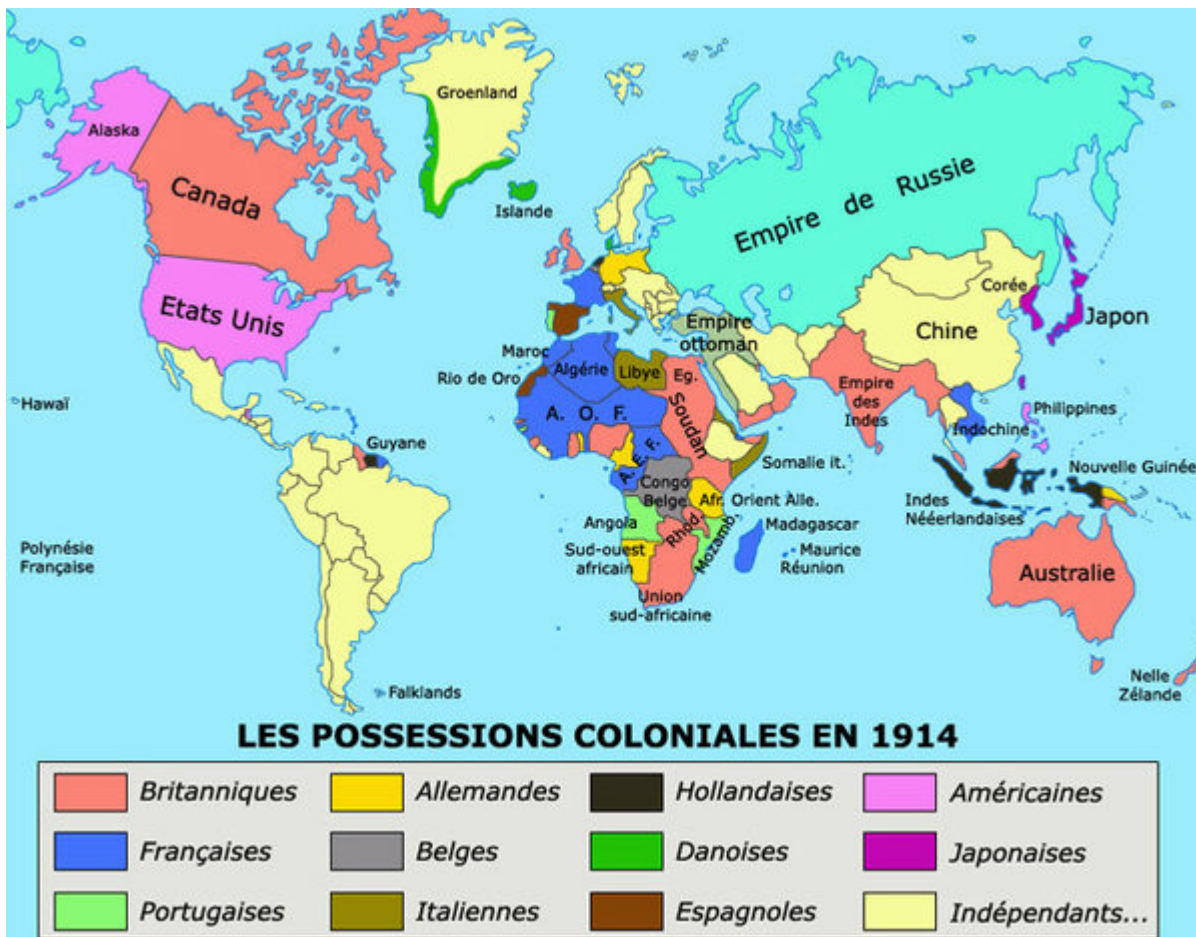 Groenland
Alaska
Canada
Islande
Empire de Russie
Etats Unis
Corée
Japon
Chine
Empire
ottoman
Maroc
Algérie
Libye
Eg.
Rio de Oro
Hawaï
A. O. F.
Soudan
Empire
des
Indes
Philippines
Indochine
Guyane
A. E. F.
Somalie it.
Nouvelle Guinée
Congo
Belge
Afr. Orient Alle.
Indes
Néérlandaises
Angola
Rhod.
Mozamb.
Madagascar
Polynésie
Française
Sud-ouest
africain
Maurice
Réunion
Australie
Union
sud-africaine
Falklands
Nelle
Zélande
LES POSSESSIONS COLONIALES EN 1914
Britanniques
Allemandes
Hollandaises
Américaines
Françaises
Belges
Danoises
Japonaises
Portugaises
Italiennes
Espagnoles
Indépendants...